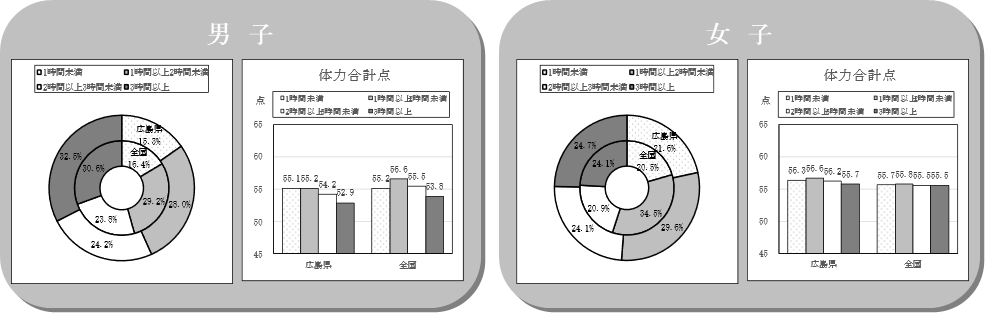 男 子
1時間未満 1時間以上2時間未満
2時間以上3時間未満 3時間以上
広島県
15.3%
全国
16.4%
32.5%
30.6%
29.2%
28.0%
23.8%
24.2%
体力合計点
点
1時間未満 1時間以上2時間未満
2時間以上3時間未満 3時間以上
65
60
55
50
45
55.1 55.2 54.2 52.9
55.2 56.6 55.5 53.8
広島県 全国
女 子
1時間未満 1時間以上2時間未満
2時間以上3時間未満 3時間以上
広島県
21.6%
全国
20.5%
24.7%
24.1%
20.9%
34.5%
24.1%
29.6%
体力合計点
点
1時間未満 1時間以上2時間未満
2時間以上3時間未満 3時間以上
65
60
55
50
45
56.3 56.6 56.2 55.7
55.7 55.8 55.5 55.5
広島県 全国